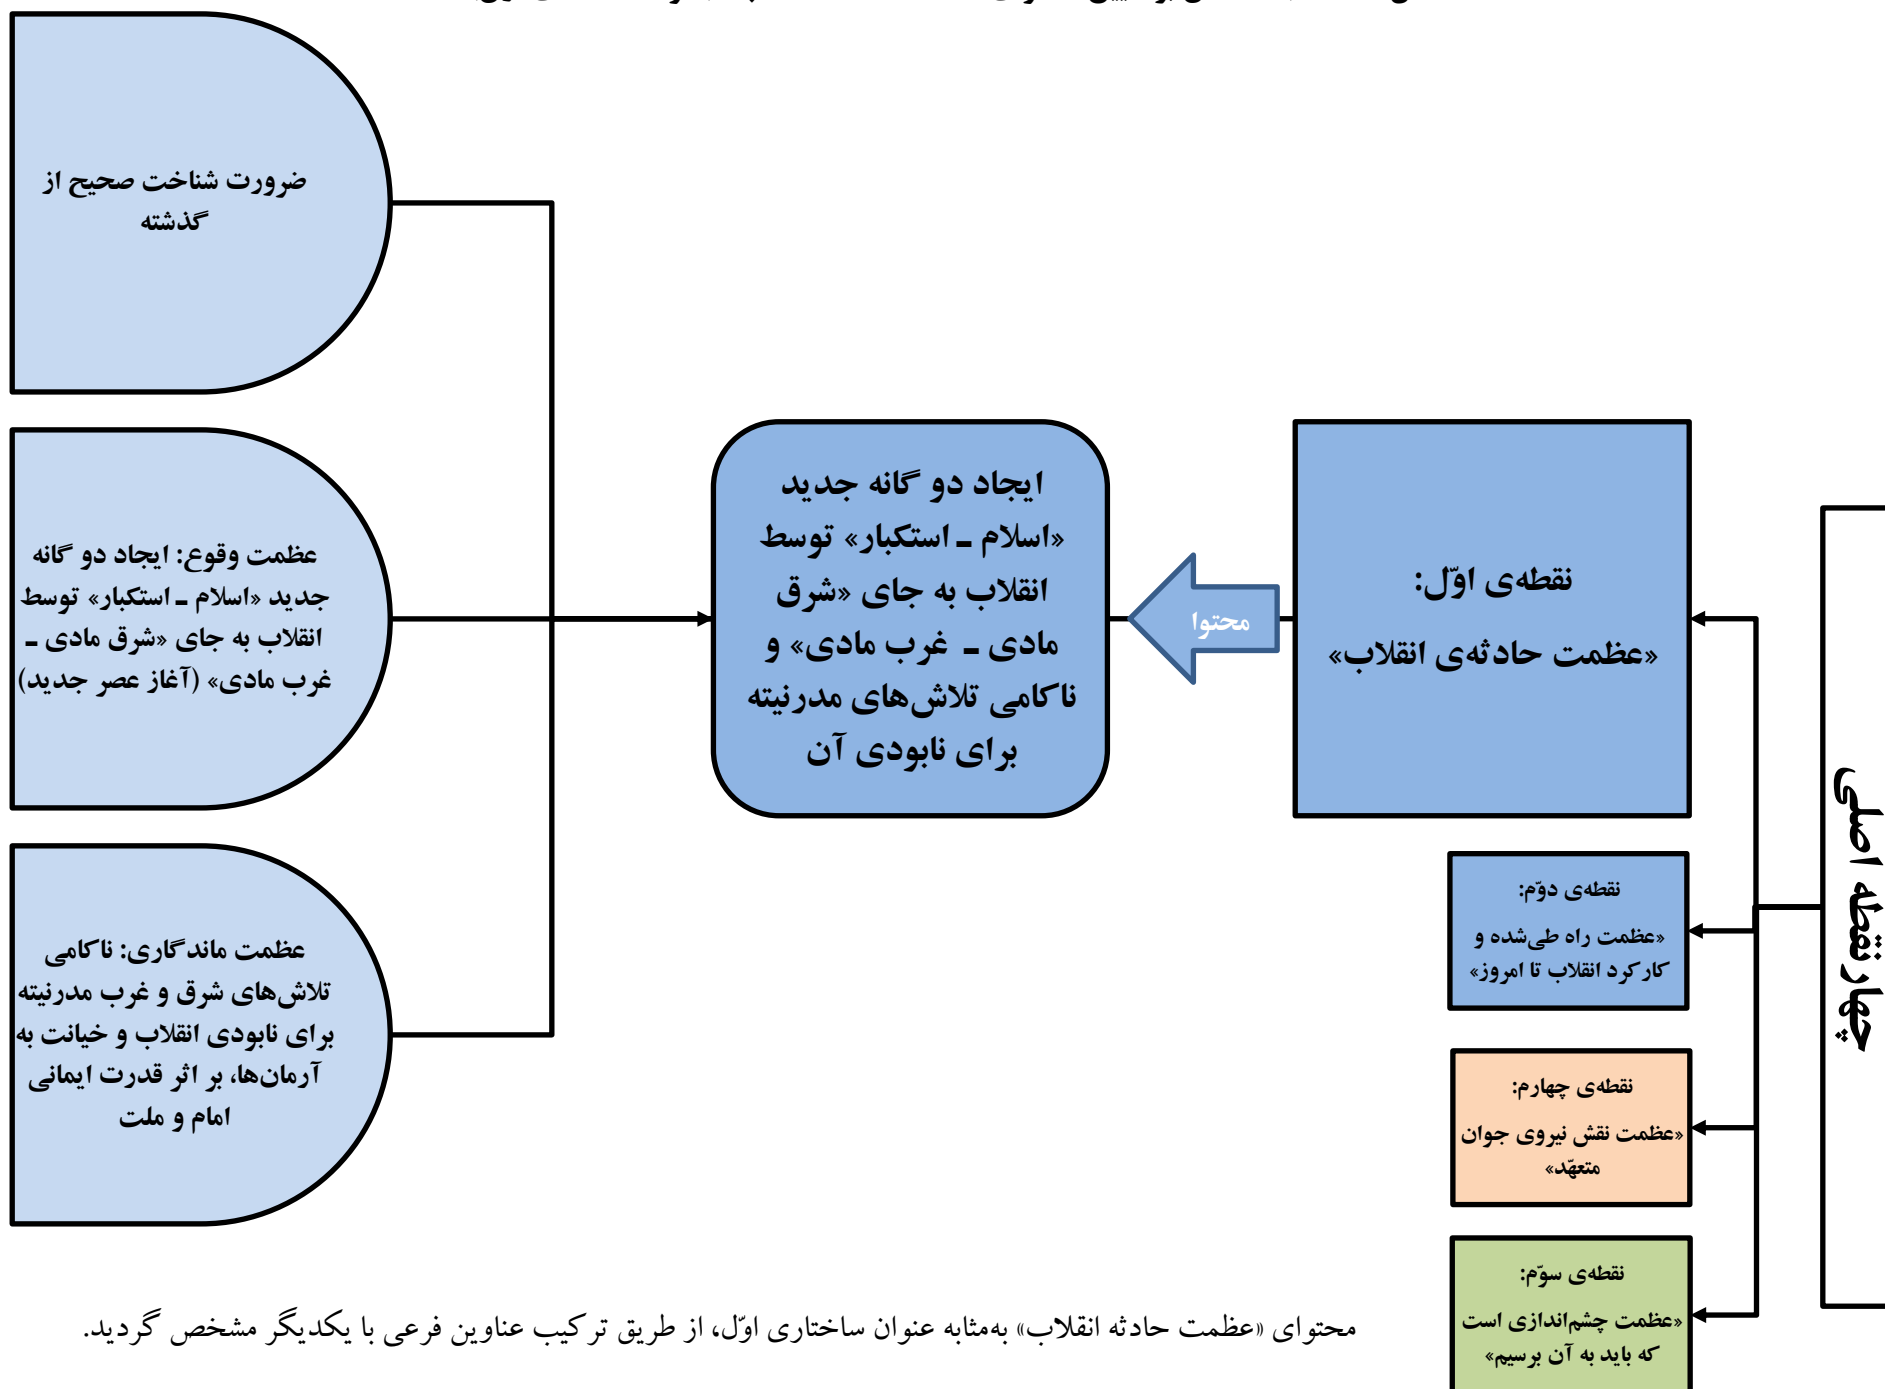 چهار نقطه اصلی
نقطه‌ی اوّل:
«عظمت حادثه‌ی انقلاب»
نقطه‌ی دوّم:
«عظمت راه طی‌شده و
کارکرد انقلاب تا امروز»
نقطه‌ی چهارم:
«عظمت نقش نیروی جوان
متعهّد»
نقطه‌ی سوّم:
«عظمت چشم‌اندازی است
که باید به آن برسیم»
محتوا
ایجاد دو گانه جدید
«اسلام ـ استکبار» توسط
انقلاب به جای «شرق
مادی ـ غرب مادی» و
ناکامی تلاش‌های مدرنیته
برای نابودی آن
ضرورت شناخت صحیح از
گذشته
عظمت وقوع: ایجاد دو گانه
جدید «اسلام ـ استکبار» توسط
انقلاب به جای «شرق مادی ـ
غرب مادی» (آغاز عصر جدید)
عظمت ماندگاری: ناکامی
تلاش‌های شرق و غرب مدرنیته
برای نابودی انقلاب و خیانت به
آرمان‌ها، بر اثر قدرت ایمانی
امام و ملت
محتوای «عظمت حادثه انقلاب» به‌مثابه عنوان ساختاری اوّل، از طریق ترکیب عناوین فرعی با یکدیگر مشخص گردید.